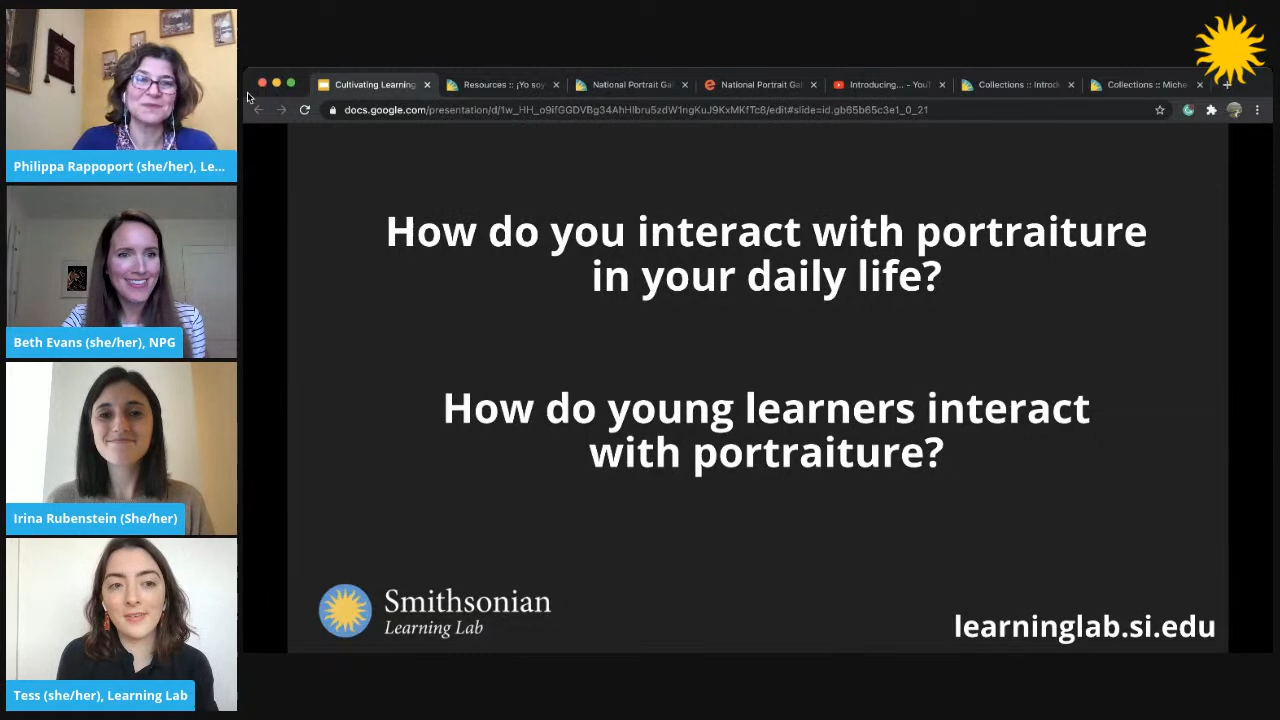 Philippa Rappoport (she/her), Le...
Beth Evans (she/her), NPG
Irina Rubenstein (She/her)
Tess (she/her), Learning Lab
Cultivating Learning
Resources :: ¡Yo soy
National Portrait Gal
National Portrait Gal
Introducing... - YouT
Collections :: Introdu
Collections :: Miche
docs.google.com/presentation/d/1w_HH_o9ifGGDVBg34AhHlbru5zdW1ngKuJ9KxMKfTc8/edit#slide=id.gb65b65c3e1_0_21
How do you interact with portraiture
in your daily life?
How do young learners interact
with portraiture?
Smithsonian
Learning Lab
learninglab.si.edu